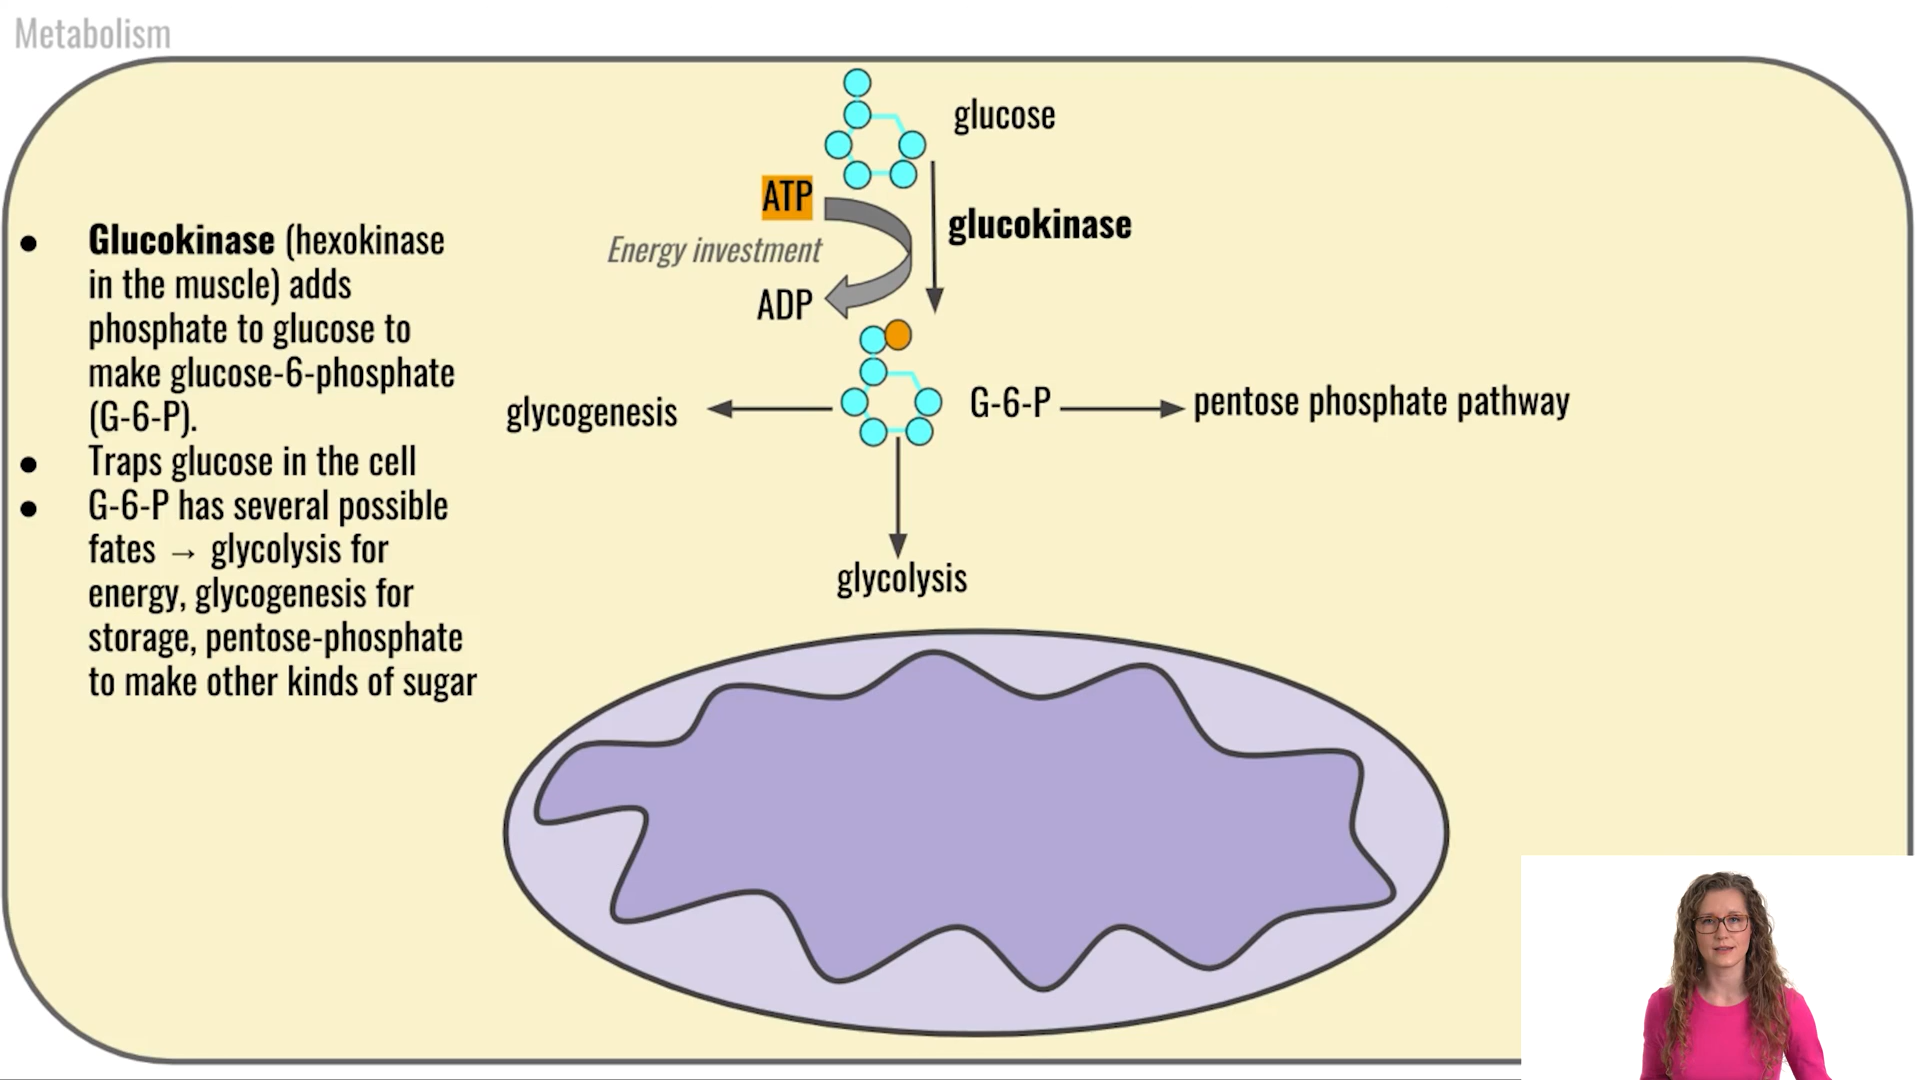 Metabolism
glucose
ATP
glucokinase
Energy investment
ADP
● Glucokinase (hexokinase
in the muscle) adds
phosphate to glucose to
make glucose-6-phosphate
(G-6-P).
● Traps glucose in the cell
● G-6-P has several possible
fates → glycolysis for
energy, glycogenesis for
storage, pentose-phosphate
to make other kinds of sugar
glycogenesis
G-6-P
pentose phosphate pathway
glycolysis